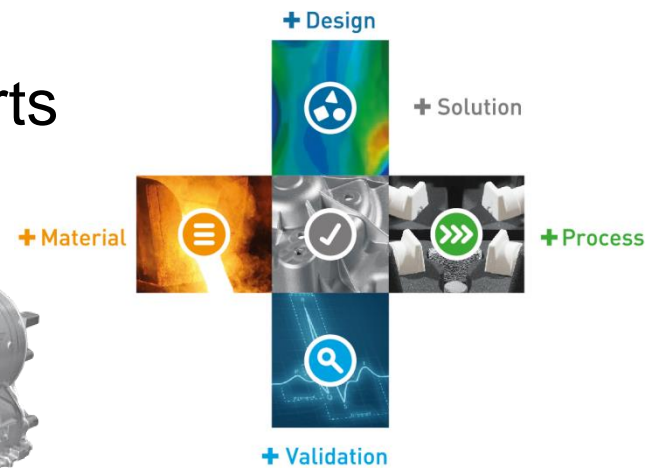 + Design
rts
+ Solution
+ Material
+ Process
+ Validation